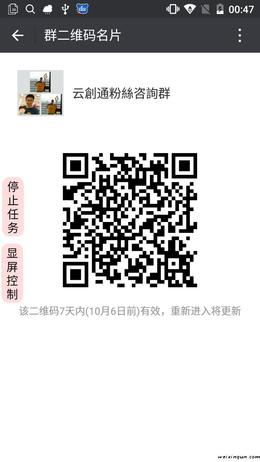 00:47
群二维码名片
云創通粉絲咨詢群
停止任务
显屏控制
该二维码7天内(10月6日前)有效，重新进入将更新
weixinqun.com